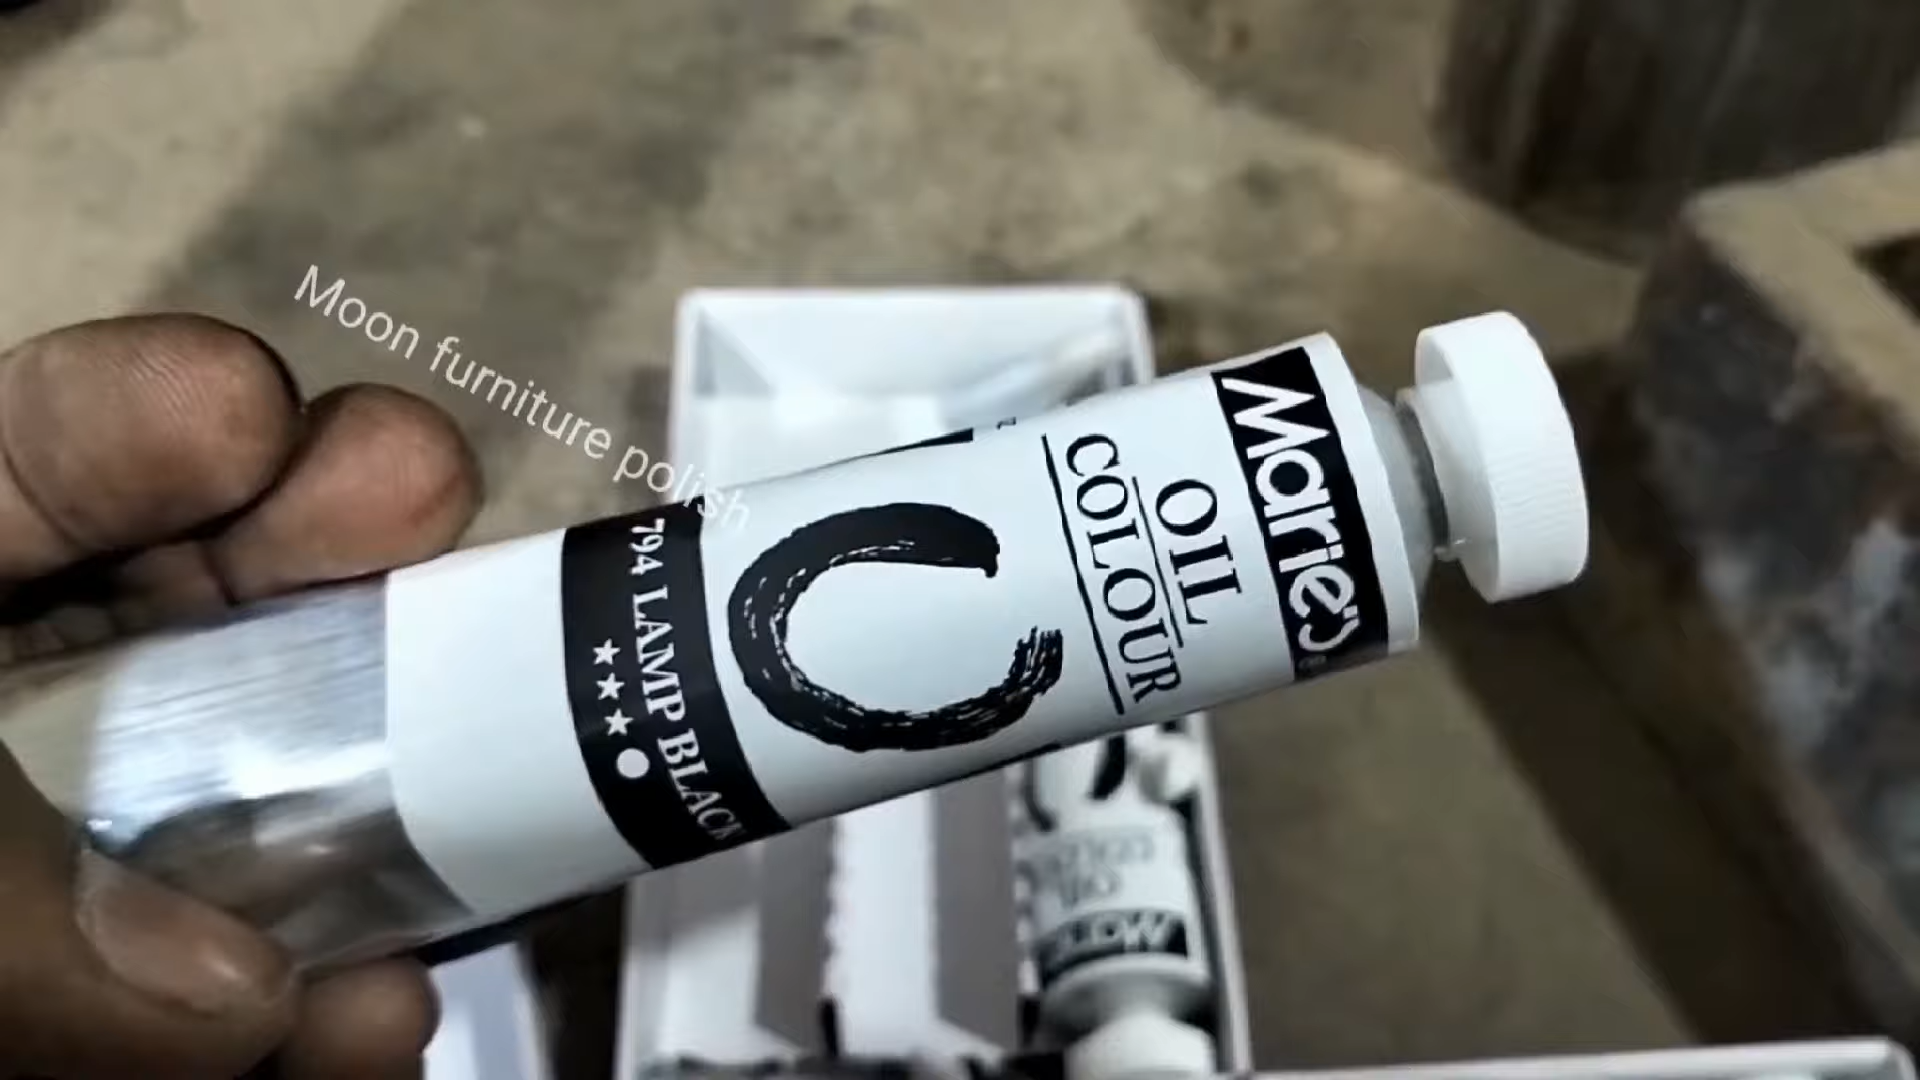 Moon furniture polish
Marie's
OIL
COLOUR
794 LAMP BLACK